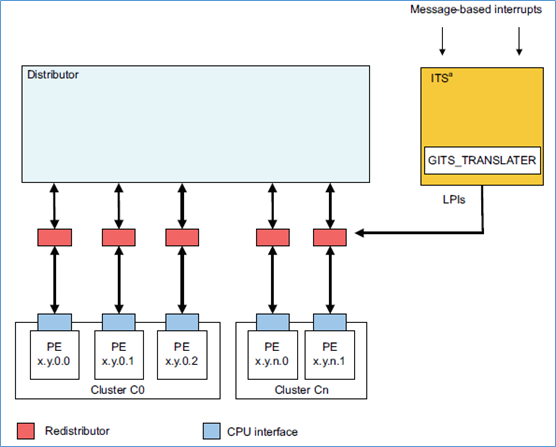 Message-based interrupts
Distributor
ITSa
GITS_TRANSLATER
LPIs
PE
x.y.0.0
PE
x.y.0.1
PE
x.y.0.2
PE
x.y.n.0
PE
x.y.n.1
Cluster C0
Cluster Cn
Redistributor
CPU interface